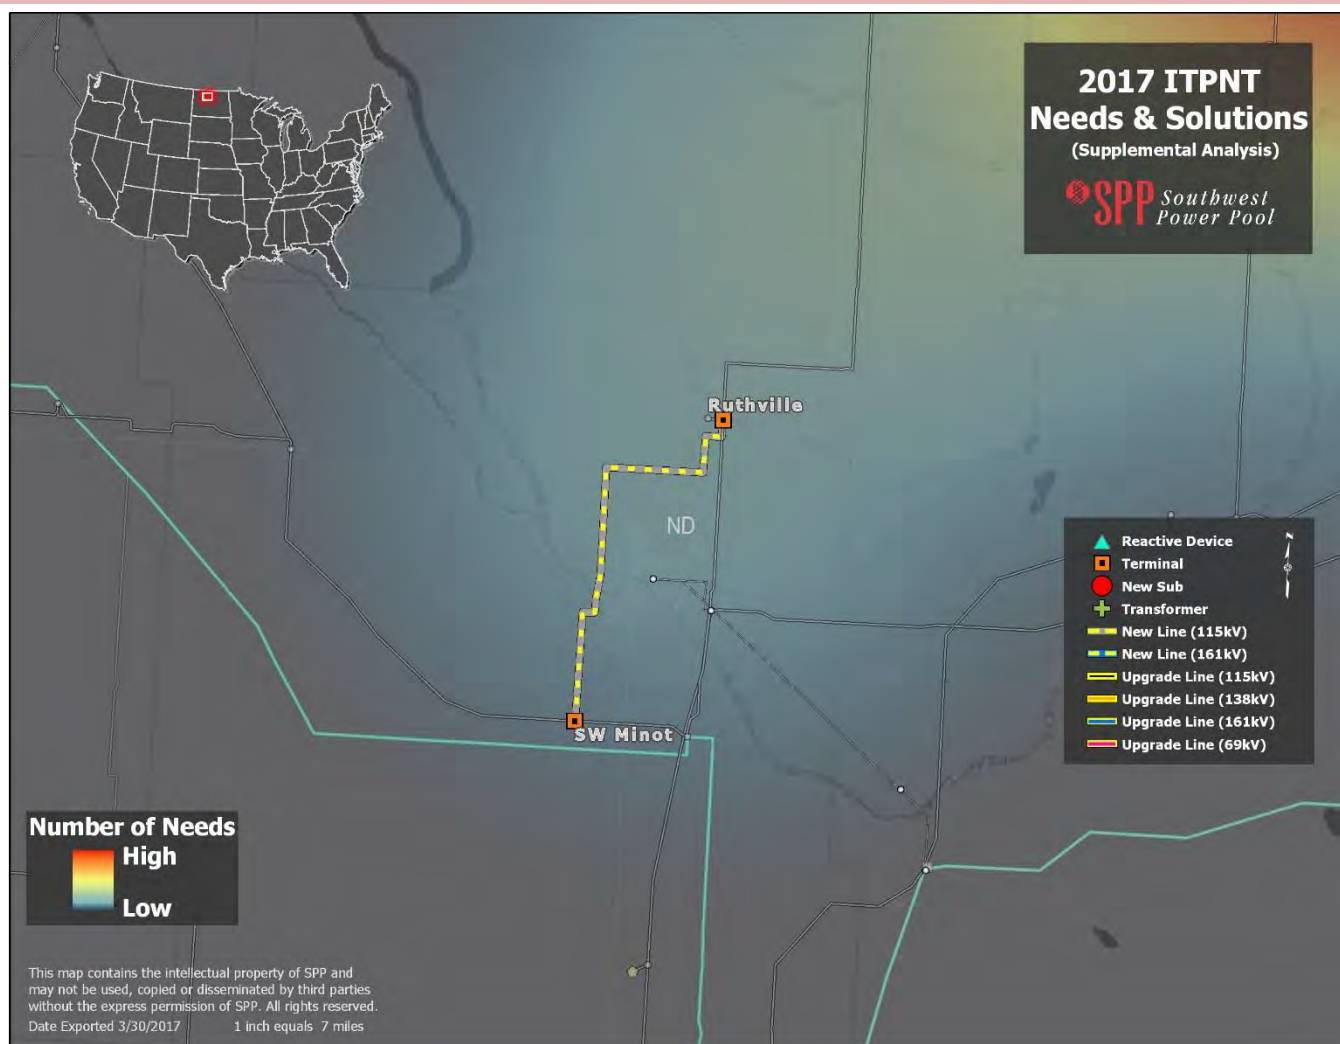 2017 ITPNT
Needs & Solutions
(Supplemental Analysis)
SPP Southwest
Power Pool
Ruthville
ND
SW Minot
Reactive Device
Terminal
New Sub
Transformer
New Line (115kV)
New Line (161kV)
Upgrade Line (115kV)
Upgrade Line (138kV)
Upgrade Line (161kV)
Upgrade Line (69kV)
N
Number of Needs
High
Low
This map contains the intellectual property of SPP and
may not be used, copied or disseminated by third parties
without the express permission of SPP. All rights reserved.
Date Exported 3/30/2017 1 inch equals 7 miles